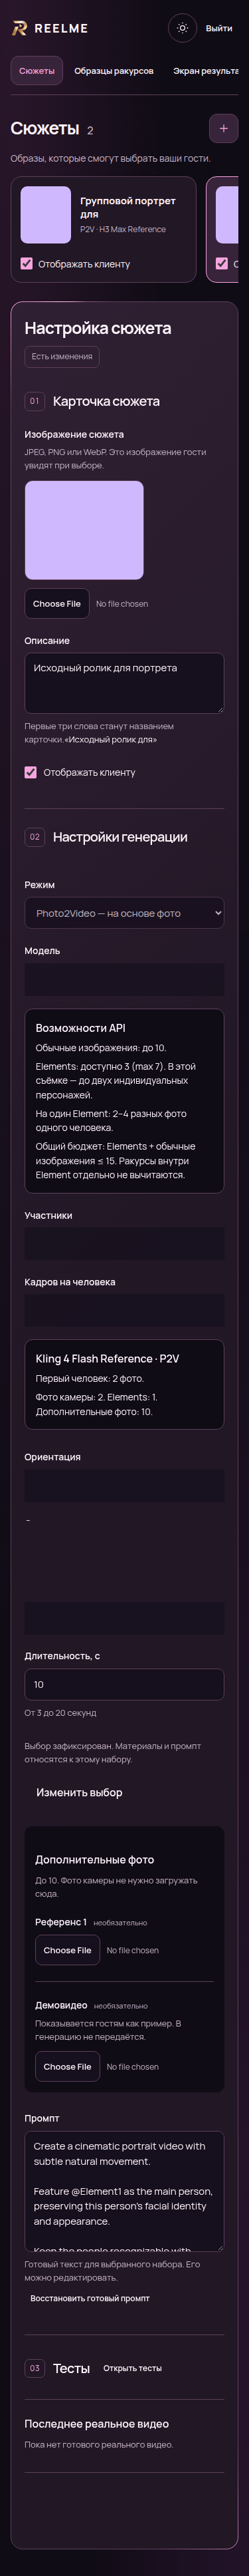 REELME
Выйти
Сюжеты Образцы ракурсов Экран результа
Сюжеты 2
+
Образы, которые смогут выбрать ваши гости.
Групповой портрет
для
P2V · H3 Max Reference
Отображать клиенту
Настройка сюжета
Есть изменения
01 Карточка сюжета
Изображение сюжета
JPEG, PNG или WebP. Это изображение гости
увидят при выборе.
Choose File No file chosen
Описание
Исходный ролик для портрета
Первые три слова станут названием
карточки.«Исходный ролик для»
Отображать клиенту
02 Настройки генерации
Режим
Photo2Video — на основе фото
Модель
Возможности API
Обычные изображения: до 10.
Elements: доступно 3 (max 7). В этой
съёмке — до двух индивидуальных
персонажей.
На один Element: 2–4 разных фото
одного человека.
Общий бюджет: Elements + обычные
изображения ≤ 15. Ракурсы внутри
Element отдельно не вычитаются.
Участники
Кадров на человека
Kling 4 Flash Reference · P2V
Первый человек: 2 фото.
Фото камеры: 2. Elements: 1.
Дополнительные фото: 10.
Ориентация
-
Длительность, с
10
От 3 до 20 секунд
Выбор зафиксирован. Материалы и промпт
относятся к этому набору.
Изменить выбор
Дополнительные фото
До 10. Фото камеры не нужно загружать
сюда.
Референс 1 необязательно
Choose File No file chosen
Демовидео необязательно
Показывается гостям как пример. В
генерацию не передаётся.
Choose File No file chosen
Промпт
Create a cinematic portrait video with
subtle natural movement.
Feature @Element1 as the main person,
preserving this person's facial identity
and appearance.
Keep the people recognizable with
Готовый текст для выбранного набора. Его
можно редактировать.
Восстановить готовый промпт
03 Тесты Открыть тесты
Последнее реальное видео
Пока нет готового реального видео.